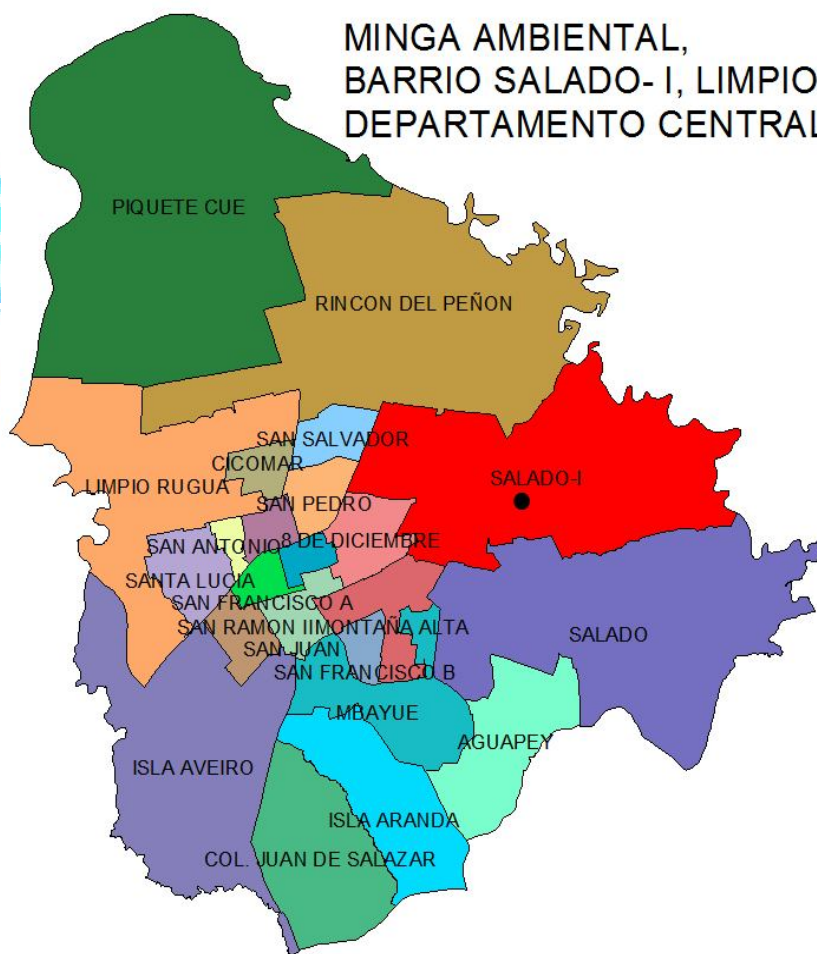 MINGA AMBIENTAL,
BARRIO SALADO- I, LIMPIO
DEPARTAMENTO CENTRAL
PIQUETE CUE
RINCON DEL PEÑON
SAN SALVADOR
CICOMAR
LIMPIO RUGUA
SALADO-I
SAN PEDRO
SAN ANTONIO
8 DE DICIEMBRE
SANTA LUCIA
SAN FRANCISCO A
SAN RAMON II
MONTAÑA ALTA
SALADO
SAN JUAN
SAN FRANCISCO B
MBAYUE
AGUAPEY
ISLA AVEIRO
ISLA ARANDA
COL. JUAN DE SALAZAR